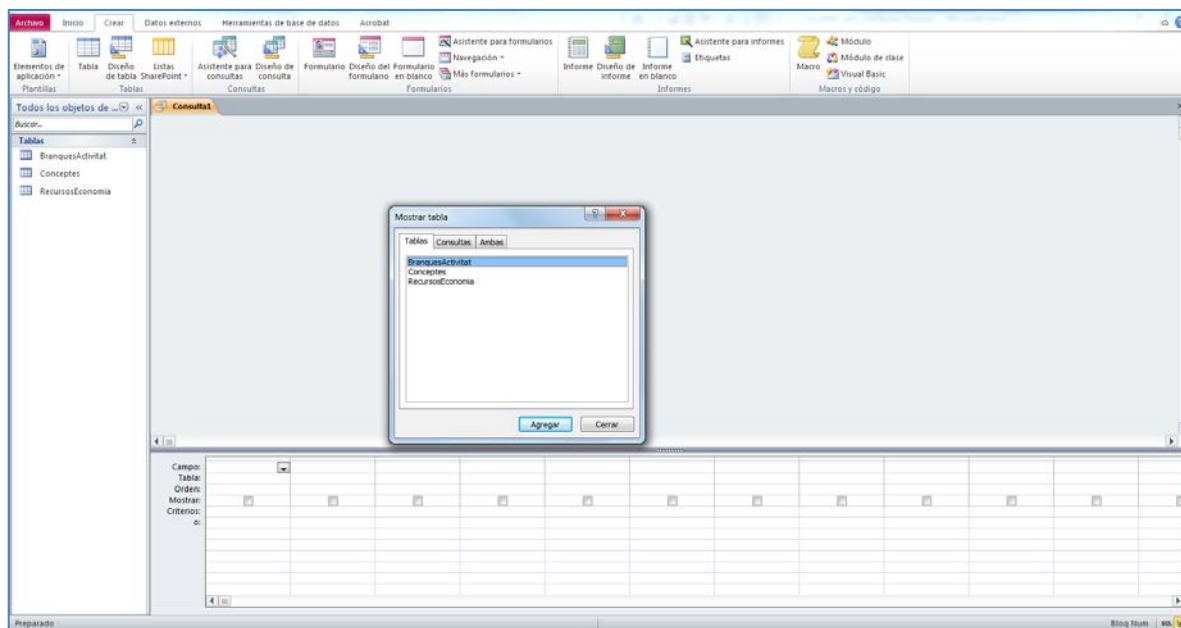 Archivo Inicio Crear Datos externos Herramientas de base de datos Acrobat
Elementos de aplicación
Tabla
Diseño de tabla
Listas SharePoint
Asistente para consultas
Diseño de consulta
Formulario
Diseño del formulario
Formulario en blanco
Asistente para formularios
Navegación
Más formularios
Informe
Diseño de informe
Informe en blanco
Asistente para informes
Etiquetas
Macro
Módulo
Módulo de clase
Visual Basic
Plantillas Tablas Consultas Formularios Informes Macros y código
Todos los objetos de ...
Consulta1
Buscar...
Tablas
BranquesActivitat
Conceptes
RecursosEconomia
Mostrar tabla
Tablas Consultas Ambas
BranquesActivitat
Conceptes
RecursosEconomia
Agregar Cerrar
Campo:
Tabla:
Orden:
Mostrar:
Criterios:
o:
Preparado Bloq Num SQL